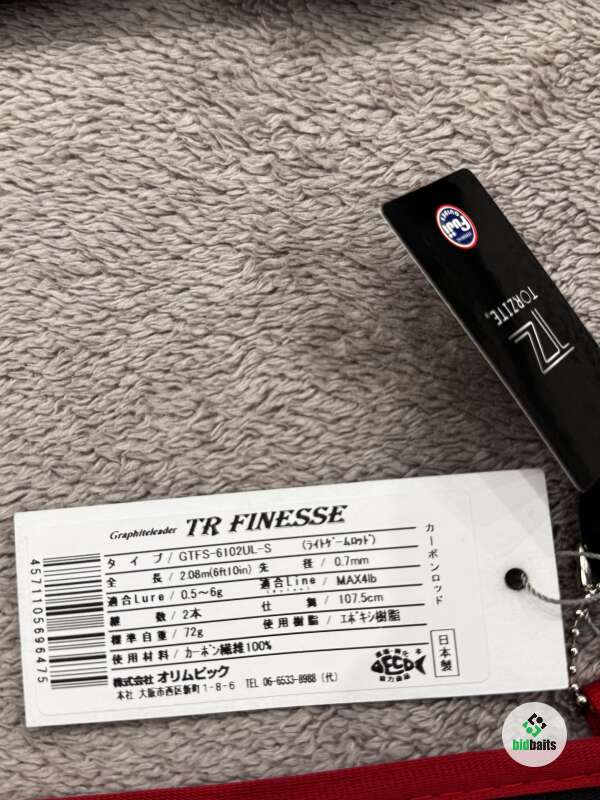 Fuji
TORZITE®
TZ
Graphiteleader TR FINESSE
タイプ / GTFS-6102UL-S (ライトゲームロッド)
全長 / 2.08m(6ft10in) 先径 / 0.7mm
適合Lure / 0.5~6g 適合Line / MAX4lb
継数 / 2本 仕舞 / 107.5cm
標準自重 / 72g 使用樹脂 / エポキシ樹脂
使用材料 / カーボン繊維100%
株式会社 オリムピック
本社 大阪市西区新町1-8-6 TEL 06-6533-8988 (代)
カーボンロッド
日本製
ECO
4571105696475
bidbaits